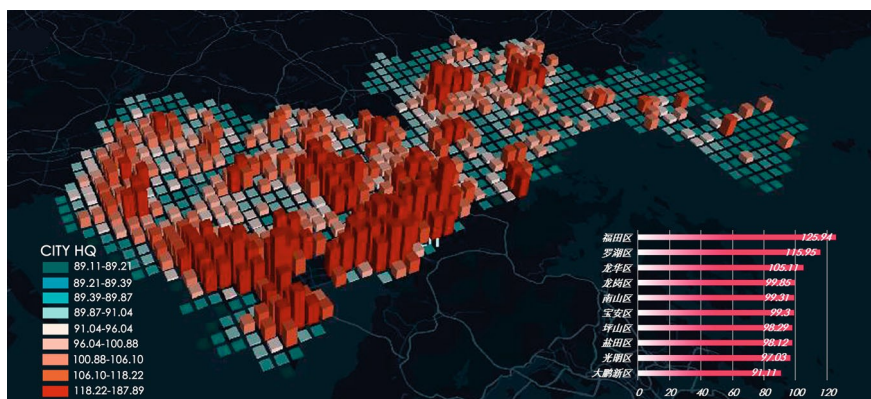 CITY HQ
89.11-89.21
89.21-89.39
89.39-89.87
89.87-91.04
91.04-96.04
96.04-100.88
100.88-106.10
106.10-118.22
118.22-187.89
福田区 125.94
罗湖区 115.95
龙华区 105.11
龙岗区 99.85
南山区 99.31
宝安区 99.3
坪山区 98.29
盐田区 98.12
光明区 97.03
大鹏新区 91.11
0 20 40 60 80 100 120